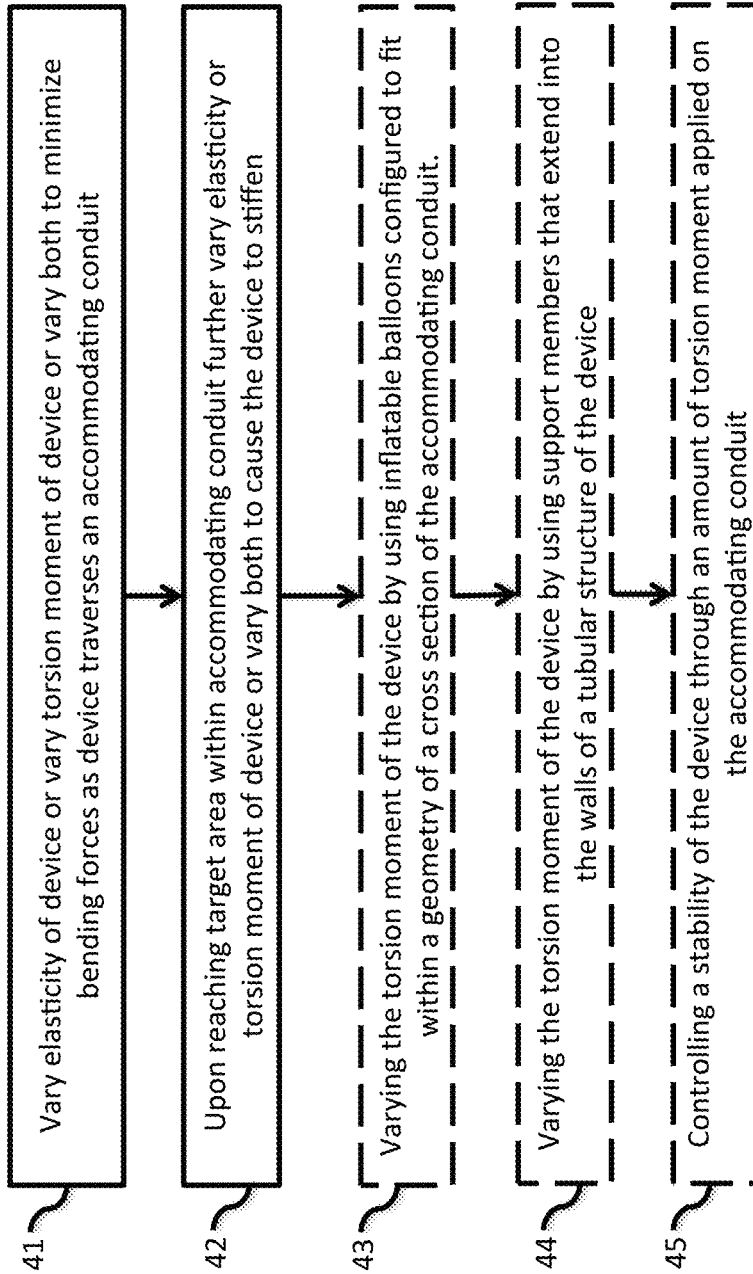 41
Vary elasticity of device or vary torsion moment of device or vary both to minimize
bending forces as device traverses an accommodating conduit
42
Upon reaching target area within accommodating conduit further vary elasticity or
torsion moment of device or vary both to cause the device to stiffen
43
Varying the torsion moment of the device by using inflatable balloons configured to fit
within a geometry of a cross section of the accommodating conduit.
44
Varying the torsion moment of the device by using support members that extend into
the walls of a tubular structure of the device
45
Controlling a stability of the device through an amount of torsion moment applied on
the accommodating conduit